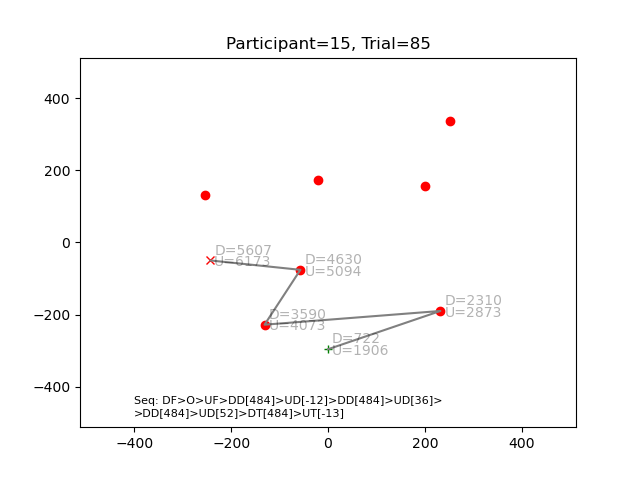 Participant=15, Trial=85
400
200
0
−200
−400
D=5607
U=6173
D=4630
U=5094
D=3590
U=4073
D=2310
U=2873
D=722
U=1906
Seq: DF>O>UF>DD[484]>UD[-12]>DD[484]>UD[36]>
>DD[484]>UD[52]>DT[484]>UT[-13]
−400 −200 0 200 400